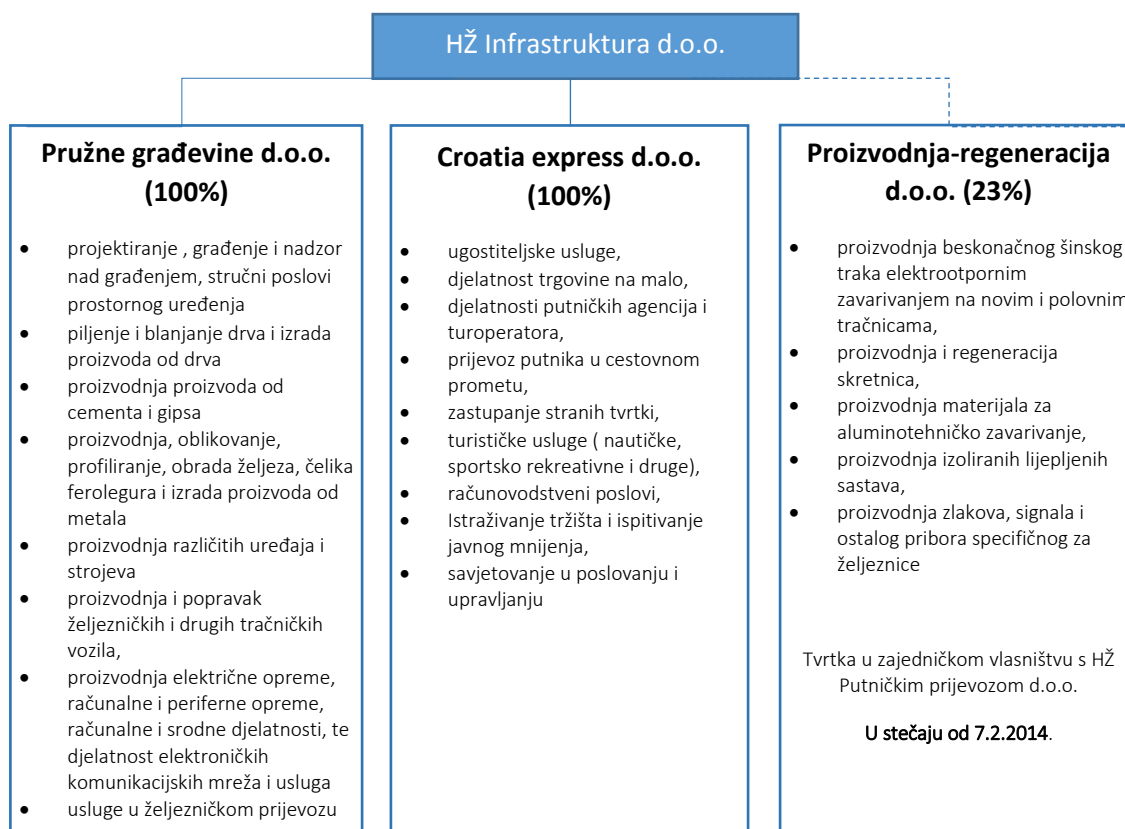 HŽ Infrastruktura d.o.o.
Pružne građevine d.o.o.
(100%)
• projektiranje , građenje i nadzor
nad građenjem, stručni poslovi
prostornog uređenja
• piljenje i blanjanje drva i izrada
proizvoda od drva
• proizvodnja proizvoda od
cementa i gipsa
• proizvodnja, oblikovanje,
profiliranje, obrada željeza, čelika
ferolegura i izrada proizvoda od
metala
• proizvodnja različitih uređaja i
strojeva
• proizvodnja i popravak
željezničkih i drugih tračničkih
vozila,
• proizvodnja električne opreme,
računalne i periferne opreme,
računalne i srodne djelatnosti, te
djelatnost elektroničkih
komunikacijskih mreža i usluga
• usluge u željezničkom prijevozu
Croatia express d.o.o.
(100%)
• ugostiteljske usluge,
• djelatnost trgovine na malo,
• djelatnosti putničkih agencija i
turoperatora,
• prijevoz putnika u cestovnom
prometu,
• zastupanje stranih tvrtki,
• turističke usluge ( nautičke,
sportsko rekreativne i druge),
• računovodstveni poslovi,
• Istraživanje tržišta i ispitivanje
javnog mnijenja,
• savjetovanje u poslovanju i
upravljanju
Proizvodnja-regeneracija
d.o.o. (23%)
• proizvodnja beskonačnog šinskog
traka elektrootpornim
zavarivanjem na novim i polovnim
tračnicama,
• proizvodnja i regeneracija
skretnica,
• proizvodnja materijala za
aluminotehničko zavarivanje,
• proizvodnja izoliranih lijepljenih
sastava,
• proizvodnja zlakova, signala i
ostalog pribora specifičnog za
željeznice
Tvrtka u zajedničkom vlasništvu s HŽ
Putničkim prijevozom d.o.o.
U stečaju od 7.2.2014.